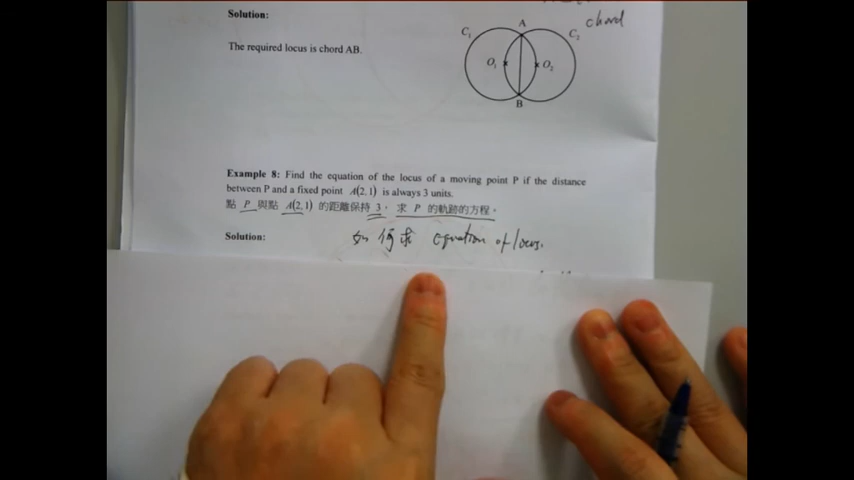 Solution:
chord
C₁
A
C₂
The required locus is chord AB.
O₁
O₂
B
Example 8: Find the equation of the locus of a moving point P if the distance
between P and a fixed point A(2,1) is always 3 units.
點 P 與點 A(2,1) 的距離保持 3，求 P 的軌跡的方程。
Solution:
如何求 equation of locus.